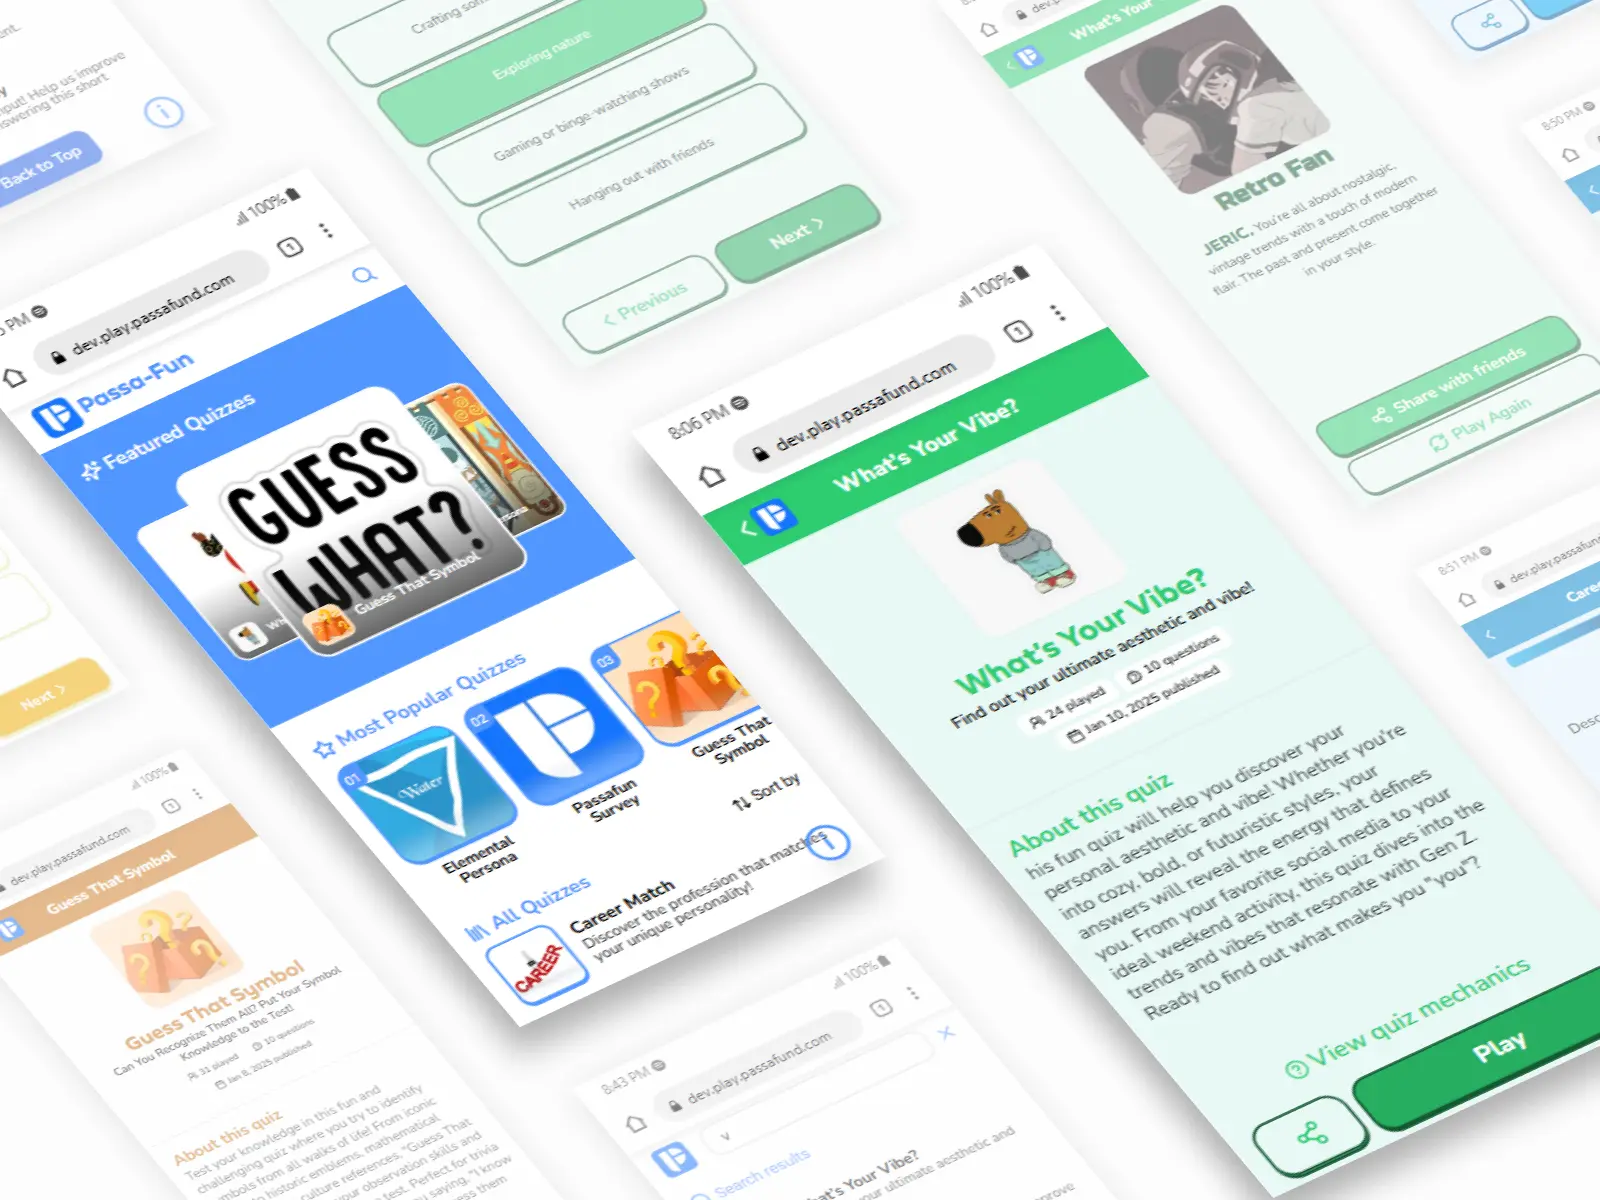 Back to Top
nput! Help us improve
nswering this short
Exploring nature
Gaming or binge-watching shows
Hanging out with friends
Next
Previous
What's Your
Retro Fan
JERIC, You're all about nostalgic,
vintage trends with a touch of modern
flair. The past and present come together
in your style.
Share with friends
Play Again
8:50 PM
8:51 PM
dev.play.passafund
Caree
100%
dev.play.passafund.com
Passa-Fun
Featured Quizzes
GUESS
WHAT?
Guess That Symbol
Most Popular Quizzes
01
Water
Elemental
Persona
02
Passafun
Survey
03
Guess That
Symbol
Sort by
All Quizzes
CAREER
Career Match
Discover the profession that matches
your unique personality!
8:06 PM
100%
dev.play.passafund.com
What's Your Vibe?
What's Your Vibe?
Find out your ultimate aesthetic and vibe!
24 played
10 questions
Jan 10, 2025 published
About this quiz
his fun quiz will help you discover your
personal aesthetic and vibe! Whether you're
into cozy, bold, or futuristic styles, your
answers will reveal the energy that defines
you. From your favorite social media to your
ideal weekend activity, this quiz dives into the
trends and vibes that resonate with Gen Z.
Ready to find out what makes you "you"?
View quiz mechanics
Play
Next
100%
dev.play.passafund.com
Guess That Symbol
Guess That Symbol
Can You Recognize Them All? Put Your Symbol
Knowledge to the Test!
31 played
10 questions
Jan 8, 2025 published
About this quiz
Test your knowledge in this fun and
challenging quiz where you try to identify
symbols from all walks of life! From iconic
historic emblems, mathematical
culture references, "Guess That
your observation skills and
test. Perfect for trivia
saying, "I know
8:43 PM
100%
dev.play.passafund.com
v
Search results
What's Your Vibe?
your ultimate aesthetic and